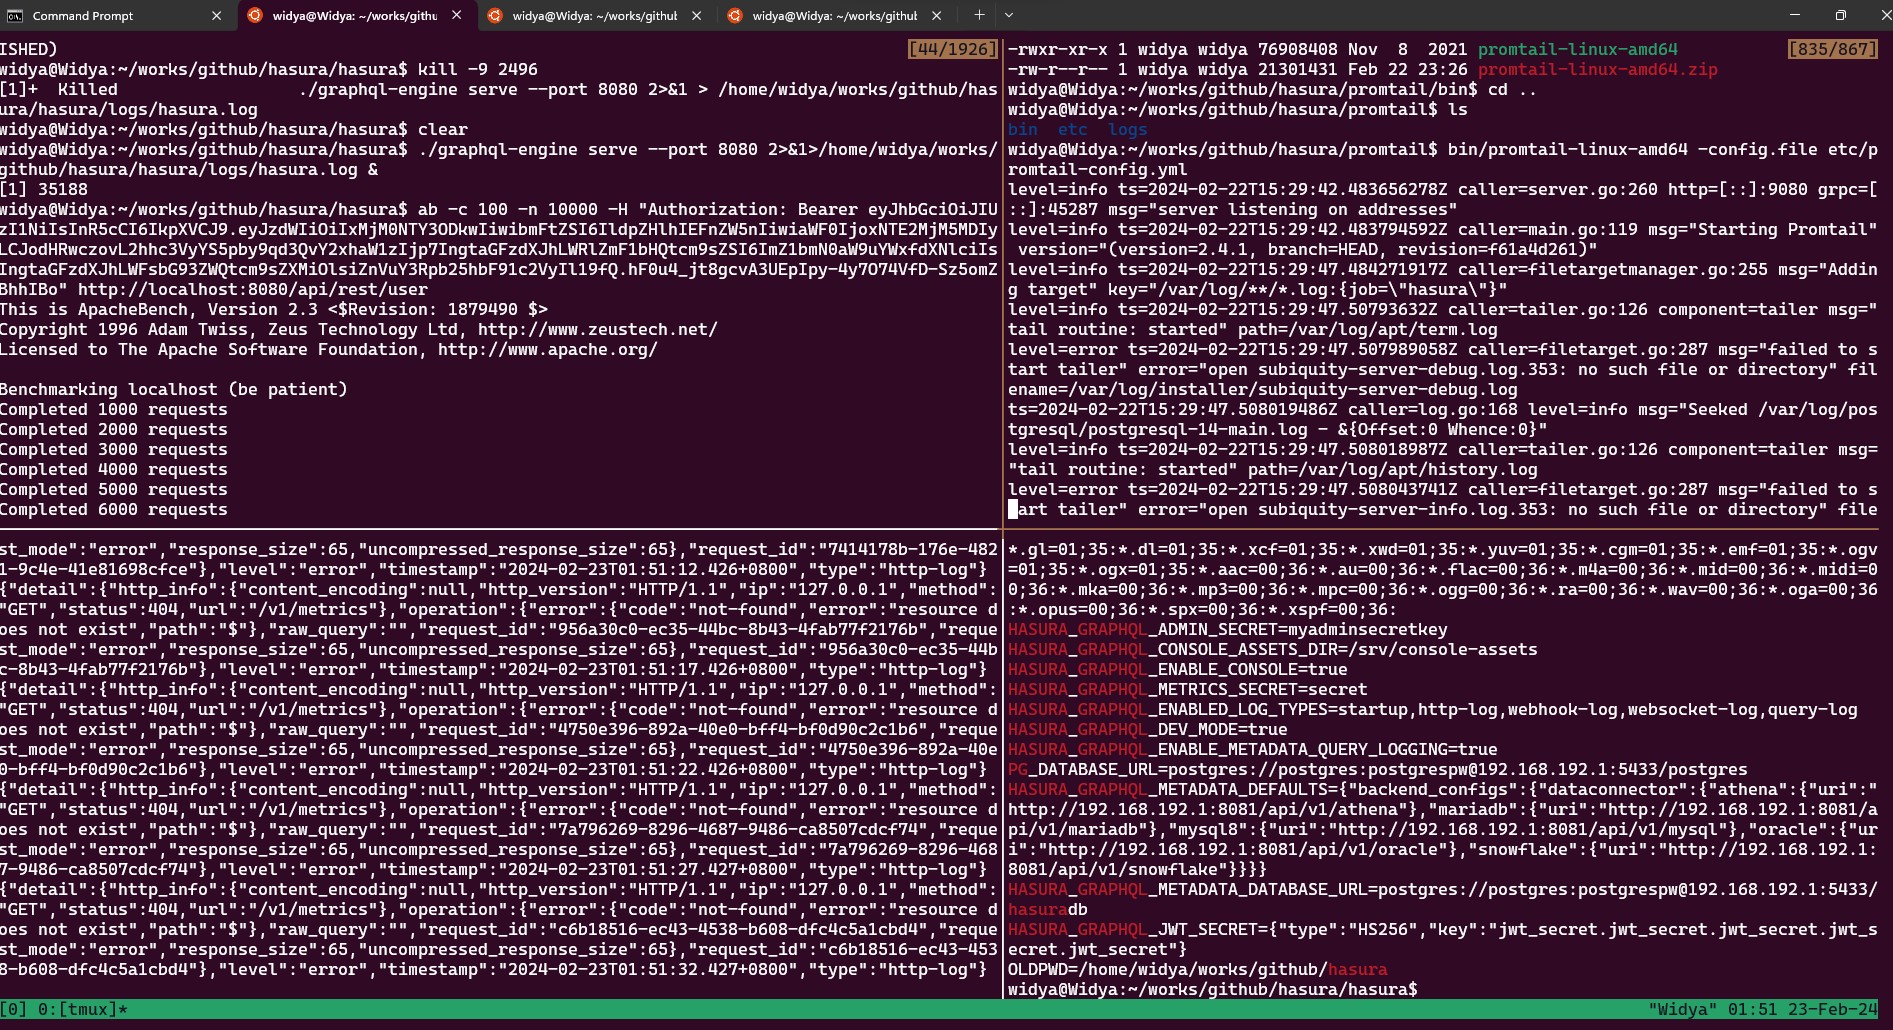 Command Prompt
widya@Widya: ~/works/githu
widya@Widya: ~/works/github
widya@Widya: ~/works/github
ISHED)
[44/1926]
widya@Widya:~/works/github/hasura/hasura$ kill -9 2496
[1]+  Killed                     ./graphql-engine serve --port 8080 2>&1 > /home/widya/works/github/has
ura/hasura/logs/hasura.log
widya@Widya:~/works/github/hasura/hasura$ clear
widya@Widya:~/works/github/hasura/hasura$ ./graphql-engine serve --port 8080 2>&1>/home/widya/works/
github/hasura/hasura/logs/hasura.log &
[1] 35188
widya@Widya:~/works/github/hasura/hasura$ ab -c 100 -n 10000 -H "Authorization: Bearer eyJhbGciOiJIU
zI1NiIsInR5cCI6IkpXVCJ9.eyJzdWIiOiIxMjM0NTY3ODkwIiwibmFtZSI6IldpZHlhIEFnZW5nIiwiaWF0IjoxNTE2MjM5MDIy
LCJodHRwczovL2hhc3VyYS5pby9qd3QvY2xhaW1zIjp7IngtaGFzdXJhLWRlZmF1bHQtcm9sZSI6ImZ1bmN0aW9uYWxfdXNlciIs
IngtaGFzdXJhLWFsbG93ZWQtcm9sZXMiOlsiZnVuY3Rpb25hbF91c2VyIl19fQ.hF0u4_jt8gcvA3UEpIpy-4y7O74VfD-Sz5omZ
BhhIBo" http://localhost:8080/api/rest/user
This is ApacheBench, Version 2.3 <$Revision: 1879490 $>
Copyright 1996 Adam Twiss, Zeus Technology Ltd, http://www.zeustech.net/
Licensed to The Apache Software Foundation, http://www.apache.org/
Benchmarking localhost (be patient)
Completed 1000 requests
Completed 2000 requests
Completed 3000 requests
Completed 4000 requests
Completed 5000 requests
Completed 6000 requests
-rwxr-xr-x 1 widya widya 76908408 Nov  8  2021 promtail-linux-amd64
[835/867]
-rw-r--r-- 1 widya widya 21301431 Feb 22 23:26 promtail-linux-amd64.zip
widya@Widya:~/works/github/hasura/promtail/bin$ cd ..
widya@Widya:~/works/github/hasura/promtail$ ls
bin  etc  logs
widya@Widya:~/works/github/hasura/promtail$ bin/promtail-linux-amd64 -config.file etc/p
romtail-config.yml
level=info ts=2024-02-22T15:29:42.483656278Z caller=server.go:260 http=[::]:9080 grpc=[
::]:45287 msg="server listening on addresses"
level=info ts=2024-02-22T15:29:42.483794592Z caller=main.go:119 msg="Starting Promtail"
 version="(version=2.4.1, branch=HEAD, revision=f61a4d261)"
level=info ts=2024-02-22T15:29:47.484271917Z caller=filetargetmanager.go:255 msg="Addin
g target" key="/var/log/**/*.log:{job=\"hasura\"}"
level=info ts=2024-02-22T15:29:47.50793632Z caller=tailer.go:126 component=tailer msg="
tail routine: started" path=/var/log/apt/term.log
level=error ts=2024-02-22T15:29:47.507989058Z caller=filetarget.go:287 msg="failed to s
tart tailer" error="open subiquity-server-debug.log.353: no such file or directory" fil
ename=/var/log/installer/subiquity-server-debug.log
ts=2024-02-22T15:29:47.508019486Z caller=log.go:168 level=info msg="Seeked /var/log/pos
tgresql/postgresql-14-main.log - &{Offset:0 Whence:0}"
level=info ts=2024-02-22T15:29:47.508018987Z caller=tailer.go:126 component=tailer msg=
"tail routine: started" path=/var/log/apt/history.log
level=error ts=2024-02-22T15:29:47.508043741Z caller=filetarget.go:287 msg="failed to s
art tailer" error="open subiquity-server-info.log.353: no such file or directory" file
st_mode":"error","response_size":65,"uncompressed_response_size":65},"request_id":"7414178b-176e-482
1-9c4e-41e81698cfce"},"level":"error","timestamp":"2024-02-23T01:51:12.426+0800","type":"http-log"}
{"detail":{"http_info":{"content_encoding":null,"http_version":"HTTP/1.1","ip":"127.0.0.1","method":
"GET","status":404,"url":"/v1/metrics"},"operation":{"error":{"code":"not-found","error":"resource d
oes not exist","path":"$"},"raw_query":"","request_id":"956a30c0-ec35-44bc-8b43-4fab77f2176b","reque
st_mode":"error","response_size":65,"uncompressed_response_size":65},"request_id":"956a30c0-ec35-44b
c-8b43-4fab77f2176b"},"level":"error","timestamp":"2024-02-23T01:51:17.426+0800","type":"http-log"}
{"detail":{"http_info":{"content_encoding":null,"http_version":"HTTP/1.1","ip":"127.0.0.1","method":
"GET","status":404,"url":"/v1/metrics"},"operation":{"error":{"code":"not-found","error":"resource d
oes not exist","path":"$"},"raw_query":"","request_id":"4750e396-892a-40e0-bff4-bf0d90c2c1b6","reque
st_mode":"error","response_size":65,"uncompressed_response_size":65},"request_id":"4750e396-892a-40e
0-bff4-bf0d90c2c1b6"},"level":"error","timestamp":"2024-02-23T01:51:22.426+0800","type":"http-log"}
{"detail":{"http_info":{"content_encoding":null,"http_version":"HTTP/1.1","ip":"127.0.0.1","method":
"GET","status":404,"url":"/v1/metrics"},"operation":{"error":{"code":"not-found","error":"resource d
oes not exist","path":"$"},"raw_query":"","request_id":"7a796269-8296-4687-9486-ca8507cdcf74","reque
st_mode":"error","response_size":65,"uncompressed_response_size":65},"request_id":"7a796269-8296-468
7-9486-ca8507cdcf74"},"level":"error","timestamp":"2024-02-23T01:51:27.427+0800","type":"http-log"}
{"detail":{"http_info":{"content_encoding":null,"http_version":"HTTP/1.1","ip":"127.0.0.1","method":
"GET","status":404,"url":"/v1/metrics"},"operation":{"error":{"code":"not-found","error":"resource d
oes not exist","path":"$"},"raw_query":"","request_id":"c6b18516-ec43-4538-b608-dfc4c5a1cbd4","reque
st_mode":"error","response_size":65,"uncompressed_response_size":65},"request_id":"c6b18516-ec43-453
8-b608-dfc4c5a1cbd4"},"level":"error","timestamp":"2024-02-23T01:51:32.427+0800","type":"http-log"}
*.gl=01;35:*.dl=01;35:*.xcf=01;35:*.xwd=01;35:*.yuv=01;35:*.cgm=01;35:*.emf=01;35:*.ogv
=01;35:*.ogx=01;35:*.aac=00;36:*.au=00;36:*.flac=00;36:*.m4a=00;36:*.mid=00;36:*.midi=0
0;36:*.mka=00;36:*.mp3=00;36:*.mpc=00;36:*.ogg=00;36:*.ra=00;36:*.wav=00;36:*.oga=00;36
:*.opus=00;36:*.spx=00;36:*.xspf=00;36:
HASURA_GRAPHQL_ADMIN_SECRET=myadminsecretkey
HASURA_GRAPHQL_CONSOLE_ASSETS_DIR=/srv/console-assets
HASURA_GRAPHQL_ENABLE_CONSOLE=true
HASURA_GRAPHQL_METRICS_SECRET=secret
HASURA_GRAPHQL_ENABLED_LOG_TYPES=startup,http-log,webhook-log,websocket-log,query-log
HASURA_GRAPHQL_DEV_MODE=true
HASURA_GRAPHQL_ENABLE_METADATA_QUERY_LOGGING=true
PG_DATABASE_URL=postgres://postgres:postgrespw@192.168.192.1:5433/postgres
HASURA_GRAPHQL_METADATA_DEFAULTS={"backend_configs":{"dataconnector":{"athena":{"uri":"
http://192.168.192.1:8081/api/v1/athena"},"mariadb":{"uri":"http://192.168.192.1:8081/a
pi/v1/mariadb"},"mysql8":{"uri":"http://192.168.192.1:8081/api/v1/mysql"},"oracle":{"ur
i":"http://192.168.192.1:8081/api/v1/oracle"},"snowflake":{"uri":"http://192.168.192.1:
8081/api/v1/snowflake"}}}}
HASURA_GRAPHQL_METADATA_DATABASE_URL=postgres://postgres:postgrespw@192.168.192.1:5433/
hasuradb
HASURA_GRAPHQL_JWT_SECRET={"type":"HS256","key":"jwt_secret.jwt_secret.jwt_secret.jwt_s
ecret.jwt_secret"}
OLDPWD=/home/widya/works/github/hasura
widya@Widya:~/works/github/hasura/hasura$
[0] 0:[tmux]*
"Widya" 01:51 23-Feb-24